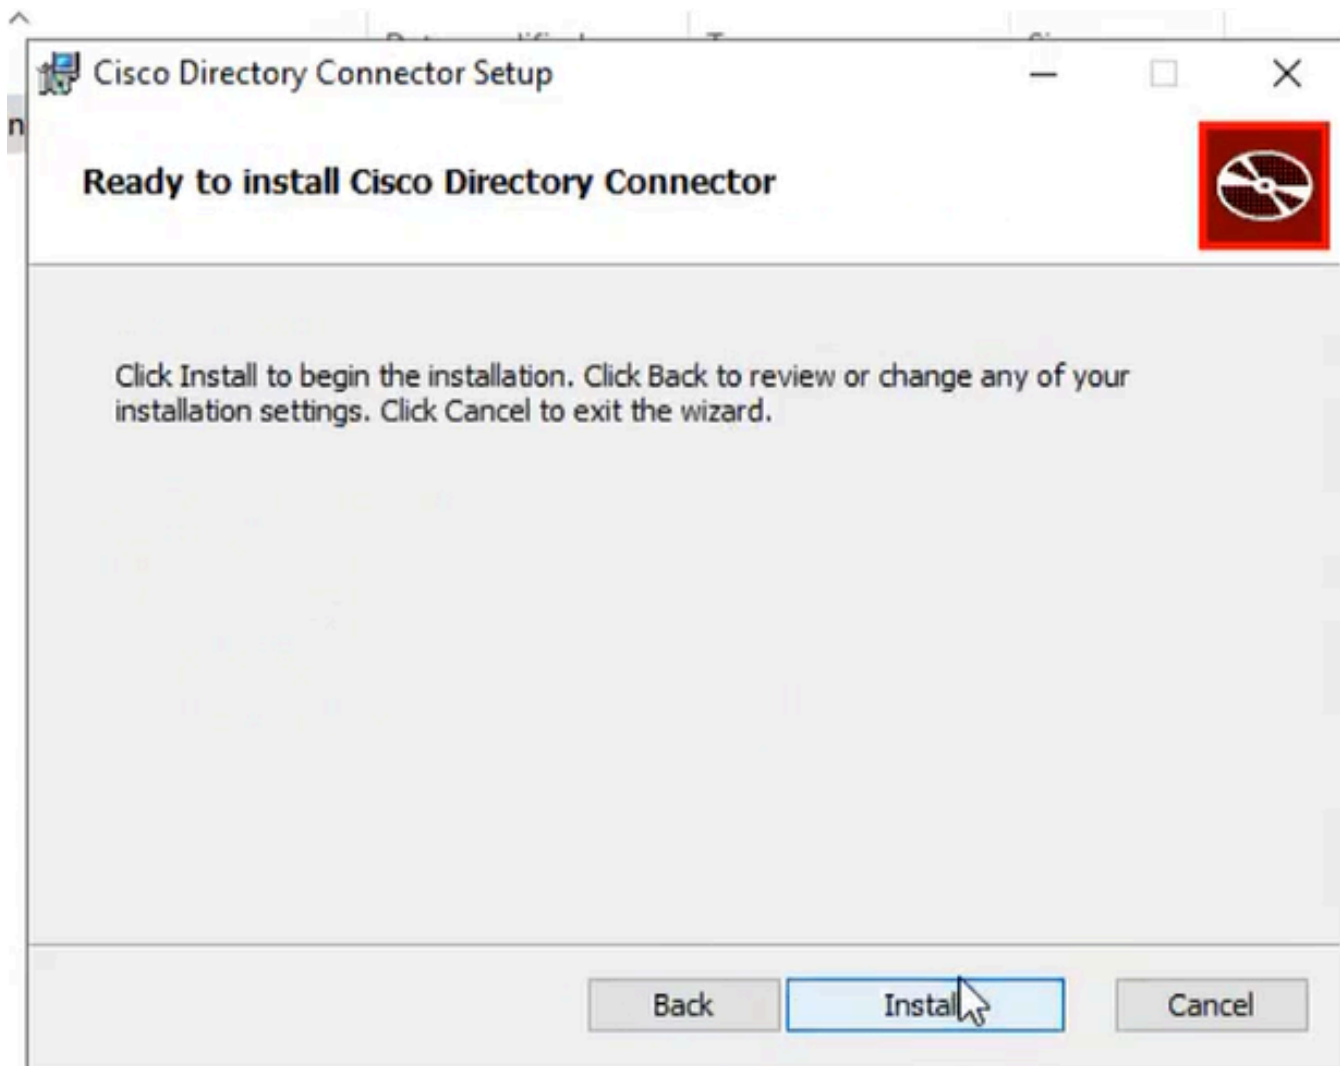 Cisco Directory Connector Setup
Ready to install Cisco Directory Connector
Click Install to begin the installation. Click Back to review or change any of your
installation settings. Click Cancel to exit the wizard.
Back
Install
Cancel